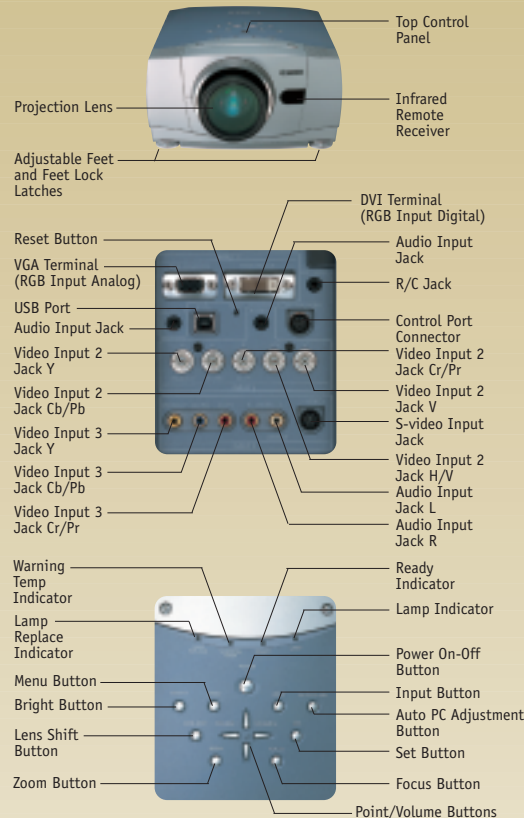 Top Control
Panel
Projection Lens
Infrared
Remote
Receiver
Adjustable Feet
and Feet Lock
Latches
DVI Terminal
(RGB Input Digital)
Reset Button
Audio Input
Jack
VGA Terminal
(RGB Input Analog)
R/C Jack
USB Port
Audio Input Jack
Control Port
Connector
Video Input 2
Jack Y
Video Input 2
Jack Cr/Pr
Video Input 2
Jack Cb/Pb
Video Input 2
Jack V
Video Input 3
Jack Y
S-video Input
Jack
Video Input 3
Jack Cb/Pb
Video Input 2
Jack H/V
Video Input 3
Jack Cr/Pr
Audio Input
Jack L
Audio Input
Jack R
Warning
Temp
Indicator
Ready
Indicator
Lamp
Replace
Indicator
Lamp Indicator
Power On-Off
Button
Menu Button
Input Button
Bright Button
Auto PC Adjustment
Button
Lens Shift
Button
Set Button
Zoom Button
Focus Button
Point/Volume Buttons